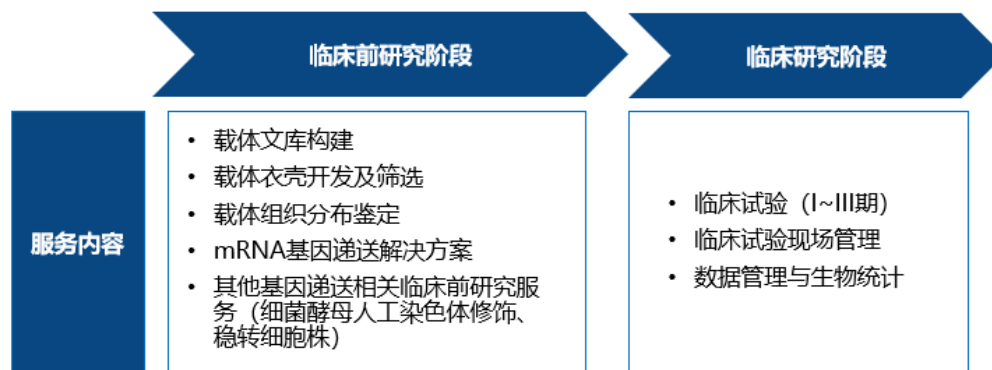 临床前研究阶段
临床研究阶段
服务内容
• 载体文库构建
• 载体衣壳开发及筛选
• 载体组织分布鉴定
• mRNA基因递送解决方案
• 其他基因递送相关临床前研究服
务（细菌酵母人工染色体修饰、
稳转细胞株）
• 临床试验（I~III期）
• 临床试验现场管理
• 数据管理与生物统计